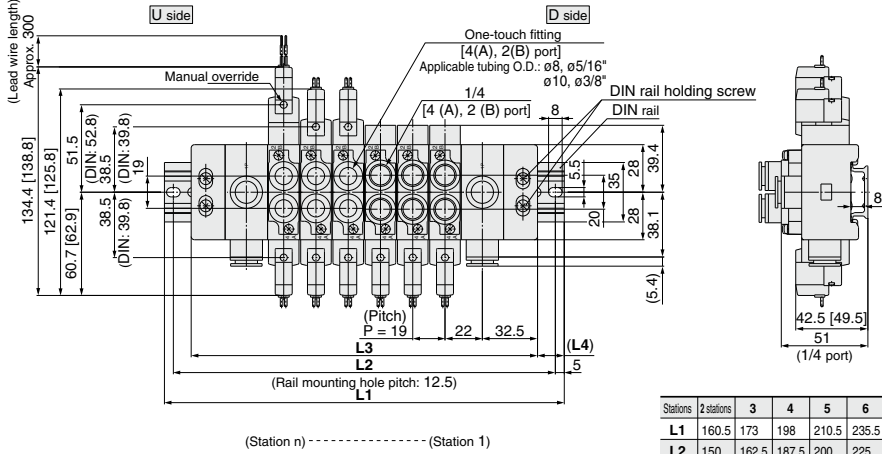 U side
D side
(Lead wire length)
Approx. 300
Manual override
One-touch fitting
[4(A), 2(B) port]
Applicable tubing O.D.: ø8, ø5/16"
ø10, ø3/8"
1/4
[4 (A), 2 (B) port]
DIN rail holding screw
DIN rail
8
134.4 [138.8]
121.4 [125.8]
60.7 [62.9]
51.5
(DIN: 52.8)
38.5
(DIN: 39.8)
19
38.5
(DIN: 39.8)
5.5
20
35
28
28
39.4
38.1
(5.4)
8
42.5 [49.5]
51
(1/4 port)
(Pitch)
P = 19
22
32.5
L3
(L4)
L2
5
(Rail mounting hole pitch: 12.5)
L1
(Station n) - - - - - - - - - - - - - - - (Station 1)
Stations 2 stations 3 4 5 6
L1 160.5 173 198 210.5 235.5
L2 150 162.5 187.5 200 225